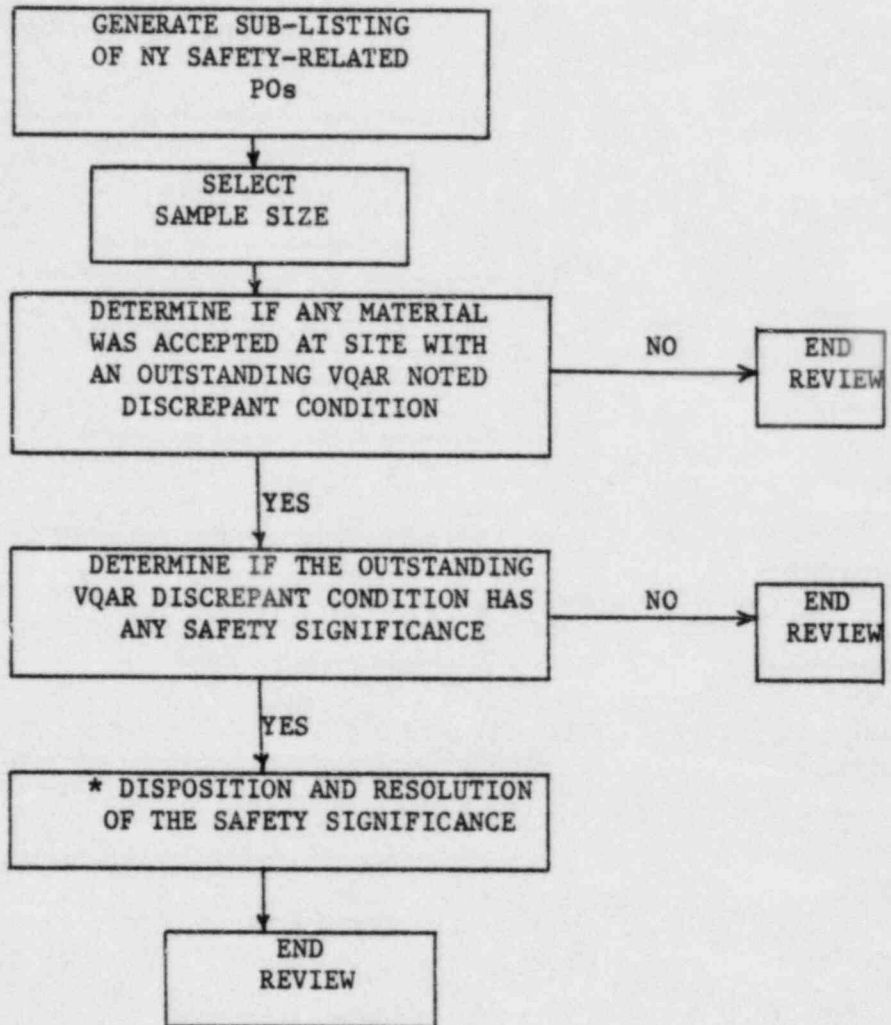 GENERATE SUB-LISTING
OF NY SAFETY-RELATED
POs
SELECT
SAMPLE SIZE
DETERMINE IF ANY MATERIAL
WAS ACCEPTED AT SITE WITH
AN OUTSTANDING VQAR NOTED
DISCREPANT CONDITION
NO
END
REVIEW
YES
DETERMINE IF THE OUTSTANDING
VQAR DISCREPANT CONDITION HAS
ANY SAFETY SIGNIFICANCE
NO
END
REVIEW
YES
* DISPOSITION AND RESOLUTION
OF THE SAFETY SIGNIFICANCE
END
REVIEW